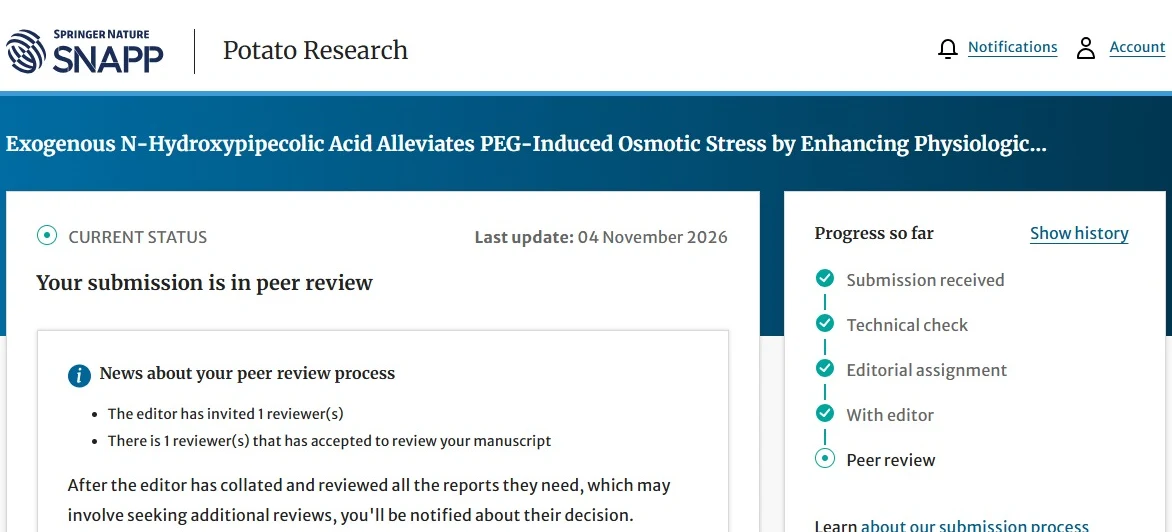 SPRINGER NATURE
SNAPP
Potato Research
Notifications
Account
Exogenous N-Hydroxypipecolic Acid Alleviates PEG-Induced Osmotic Stress by Enhancing Physiologic...
CURRENT STATUS
Last update: 04 November 2026
Your submission is in peer review
News about your peer review process
• The editor has invited 1 reviewer(s)
• There is 1 reviewer(s) that has accepted to review your manuscript
After the editor has collated and reviewed all the reports they need, which may
involve seeking additional reviews, you'll be notified about their decision.
Progress so far
Show history
Submission received
Technical check
Editorial assignment
With editor
Peer review
Learn about our submission process